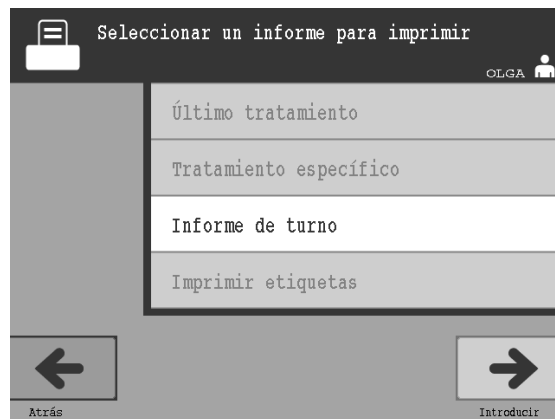 Seleccionar un informe para imprimir
OLGA
Último tratamiento
Tratamiento específico
Informe de turno
Imprimir etiquetas
Atrás
Introducir